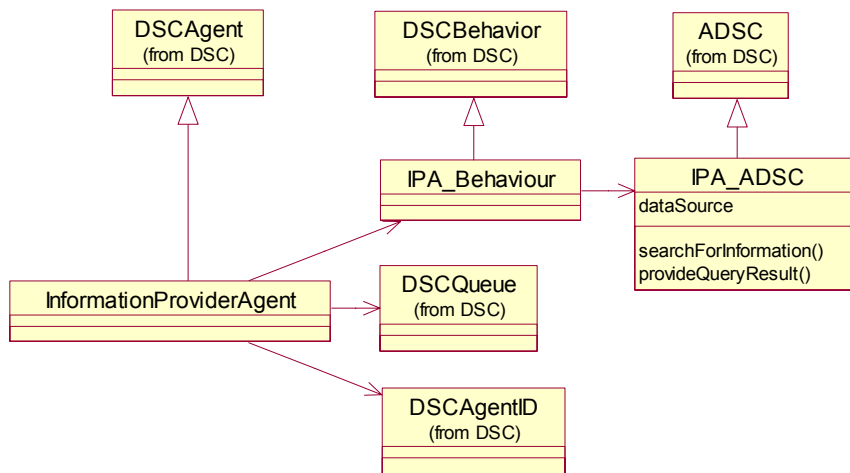 DSCAgent
(from DSC)
DSCBehavior
(from DSC)
ADSC
(from DSC)
IPA_Behaviour
IPA_ADSC
dataSource
searchForInformation()
provideQueryResult()
InformationProviderAgent
DSCQueue
(from DSC)
DSCAgentID
(from DSC)